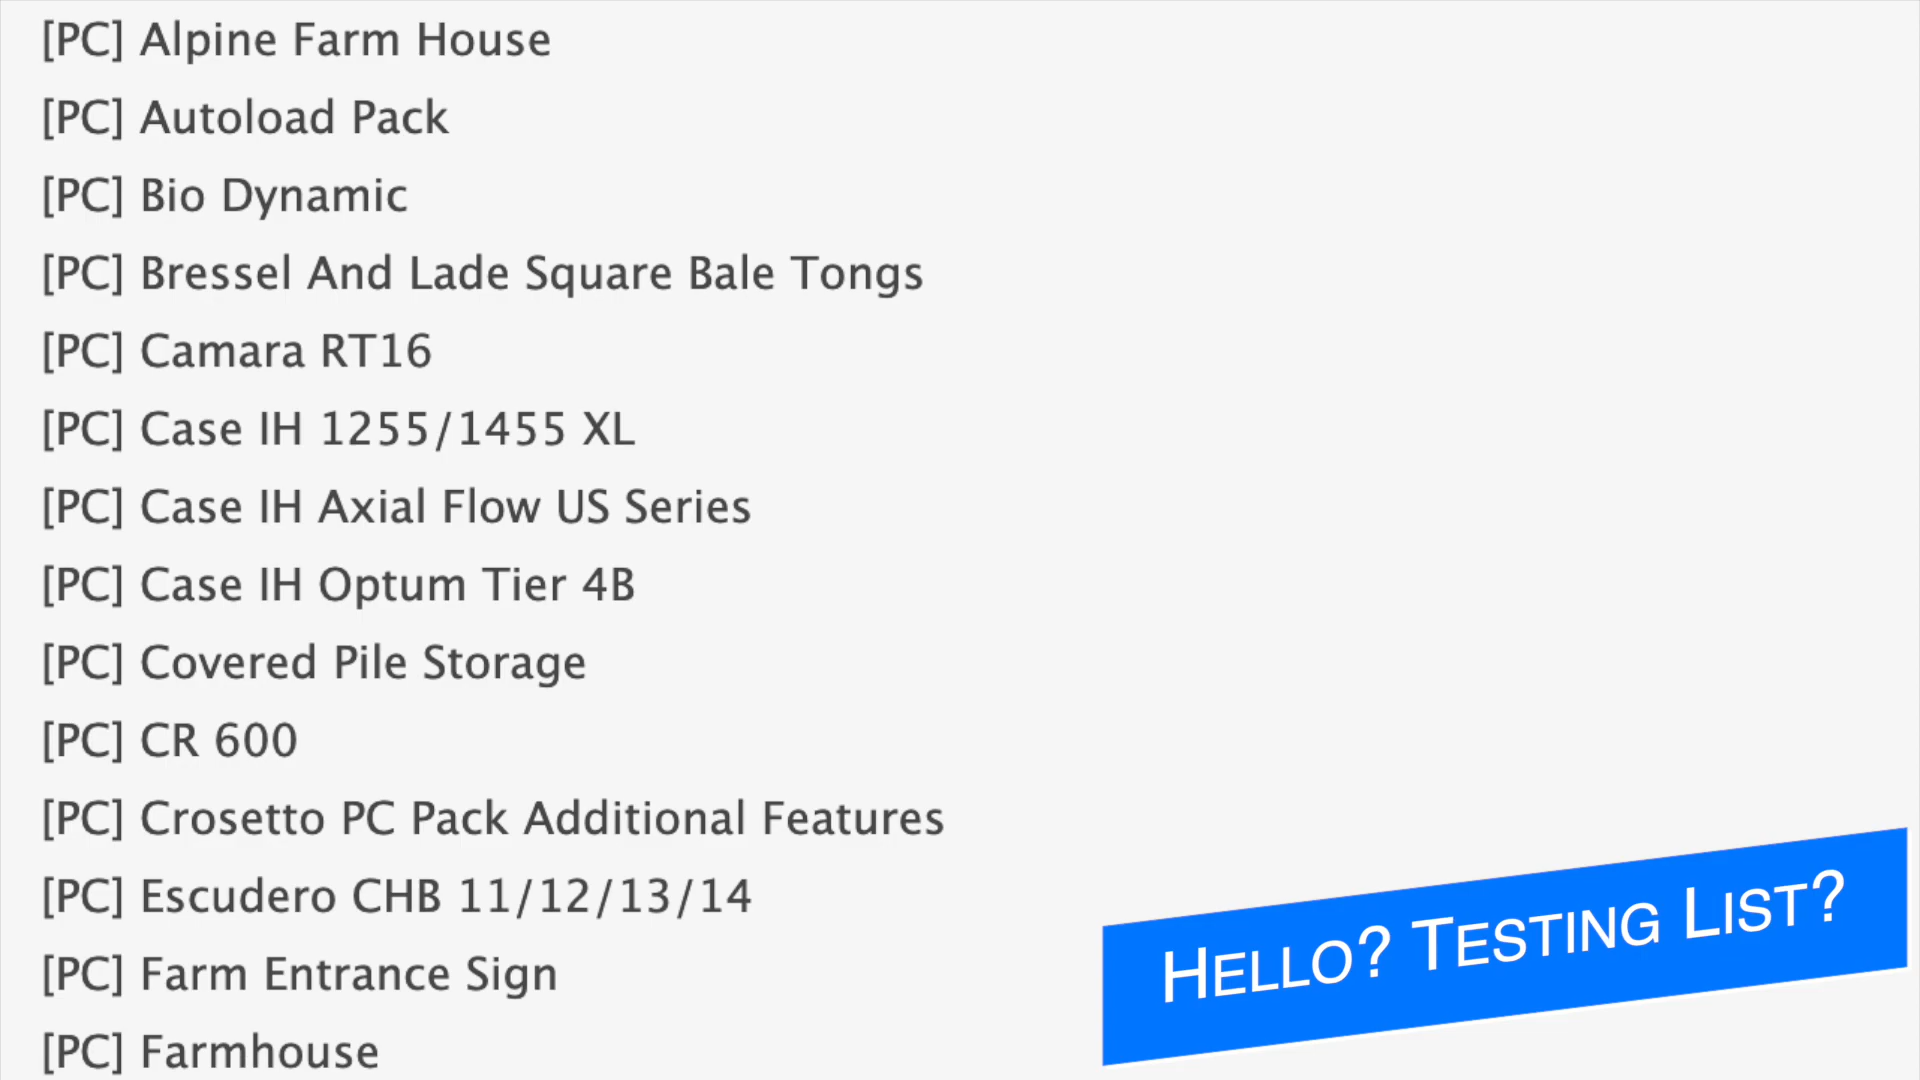 [PC] Alpine Farm House
[PC] Autoload Pack
[PC] Bio Dynamic
[PC] Bressel And Lade Square Bale Tongs
[PC] Camara RT16
[PC] Case IH 1255/1455 XL
[PC] Case IH Axial Flow US Series
[PC] Case IH Optum Tier 4B
[PC] Covered Pile Storage
[PC] CR 600
[PC] Crosetto PC Pack Additional Features
[PC] Escudero CHB 11/12/13/14
[PC] Farm Entrance Sign
[PC] Farmhouse
HELLO? TESTING LIST?